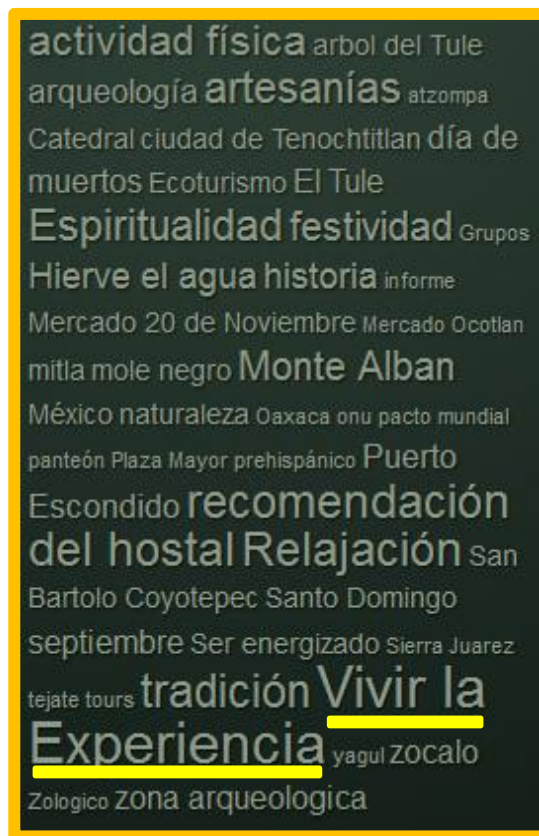 actividad física arbol del Tule
arqueología artesanías atzompa
Catedral ciudad de Tenochtitlan día de
muertos Ecoturismo El Tule
Espiritualidad festividad Grupos
Hierve el agua historia informe
Mercado 20 de Noviembre Mercado Ocotlan
mitla mole negro Monte Alban
México naturaleza Oaxaca onu pacto mundial
panteón Plaza Mayor prehispánico Puerto
Escondido recomendación
del hostal Relajación San
Bartolo Coyotepec Santo Domingo
septiembre Ser energizado Sierra Juarez
tejate tours tradición Vivir la
Experiencia yagul zocalo
Zologico zona arqueologica